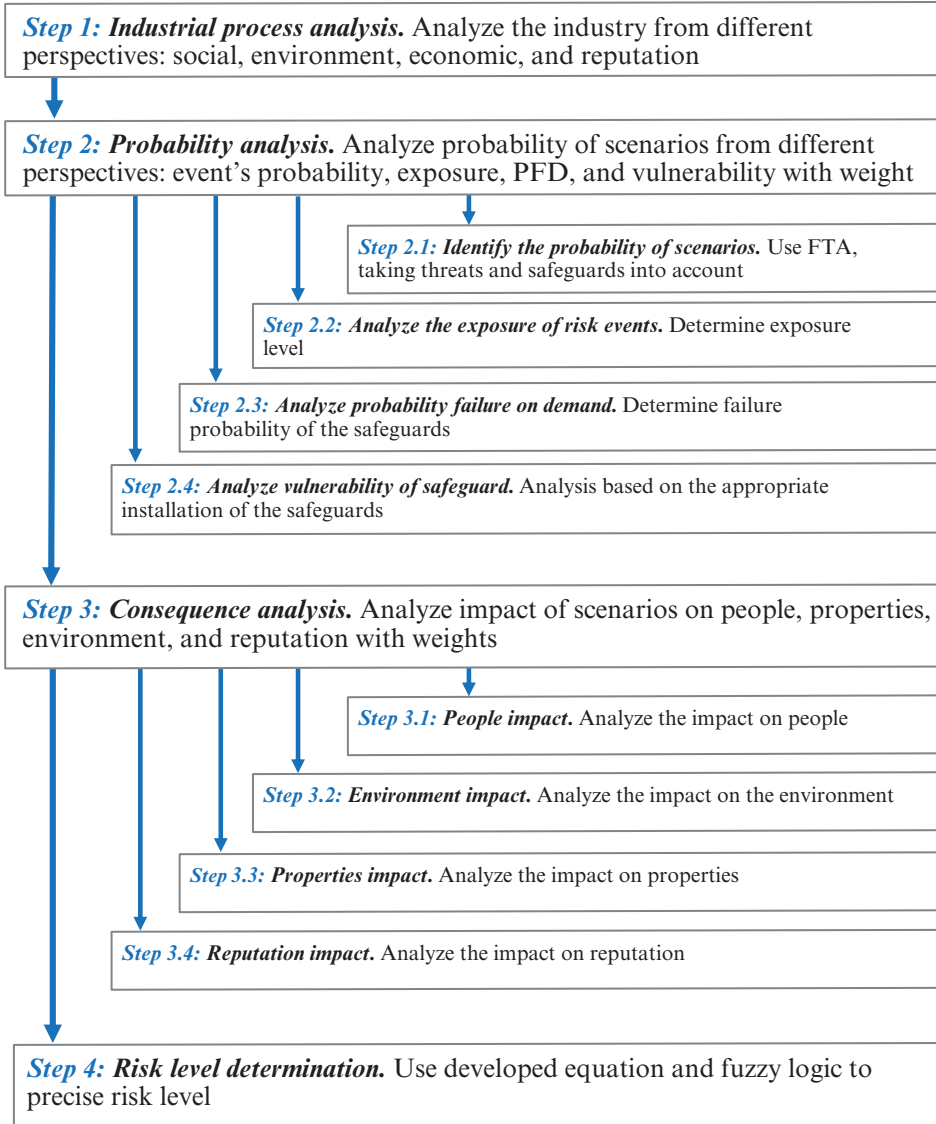 Step 1: Industrial process analysis. Analyze the industry from different
perspectives: social, environment, economic, and reputation
Step 2: Probability analysis. Analyze probability of scenarios from different
perspectives: event's probability, exposure, PFD, and vulnerability with weight
Step 2.1: Identify the probability of scenarios. Use FTA,
taking threats and safeguards into account
Step 2.2: Analyze the exposure of risk events. Determine exposure
level
Step 2.3: Analyze probability failure on demand. Determine failure
probability of the safeguards
Step 2.4: Analyze vulnerability of safeguard. Analysis based on the appropriate
installation of the safeguards
Step 3: Consequence analysis. Analyze impact of scenarios on people, properties,
environment, and reputation with weights
Step 3.1: People impact. Analyze the impact on people
Step 3.2: Environment impact. Analyze the impact on the environment
Step 3.3: Properties impact. Analyze the impact on properties
Step 3.4: Reputation impact. Analyze the impact on reputation
Step 4: Risk level determination. Use developed equation and fuzzy logic to
precise risk level